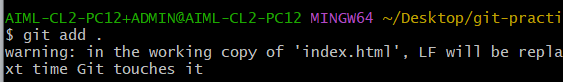 AIML-CL2-PC12+ADMIN@AIML-CL2-PC12 MINGW64 ~/Desktop/git-practi
$ git add .
warning: in the working copy of 'index.html', LF will be repla
xt time Git touches it